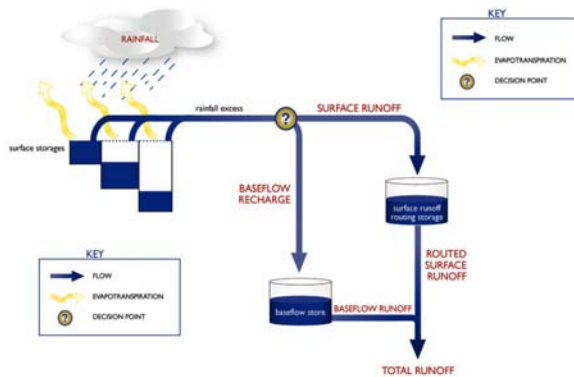 KEY
FLOW
EVAPOTRANSPIRATION
?
DECISION POINT
RAINFALL
rainfall excess
?
SURFACE RUNOFF
surface storages
BASEFLOW
RECHARGE
surface runoff
routing storage
KEY
FLOW
EVAPOTRANSPIRATION
?
DECISION POINT
ROUTED
SURFACE
RUNOFF
baseflow store
BASEFLOW RUNOFF
TOTAL RUNOFF